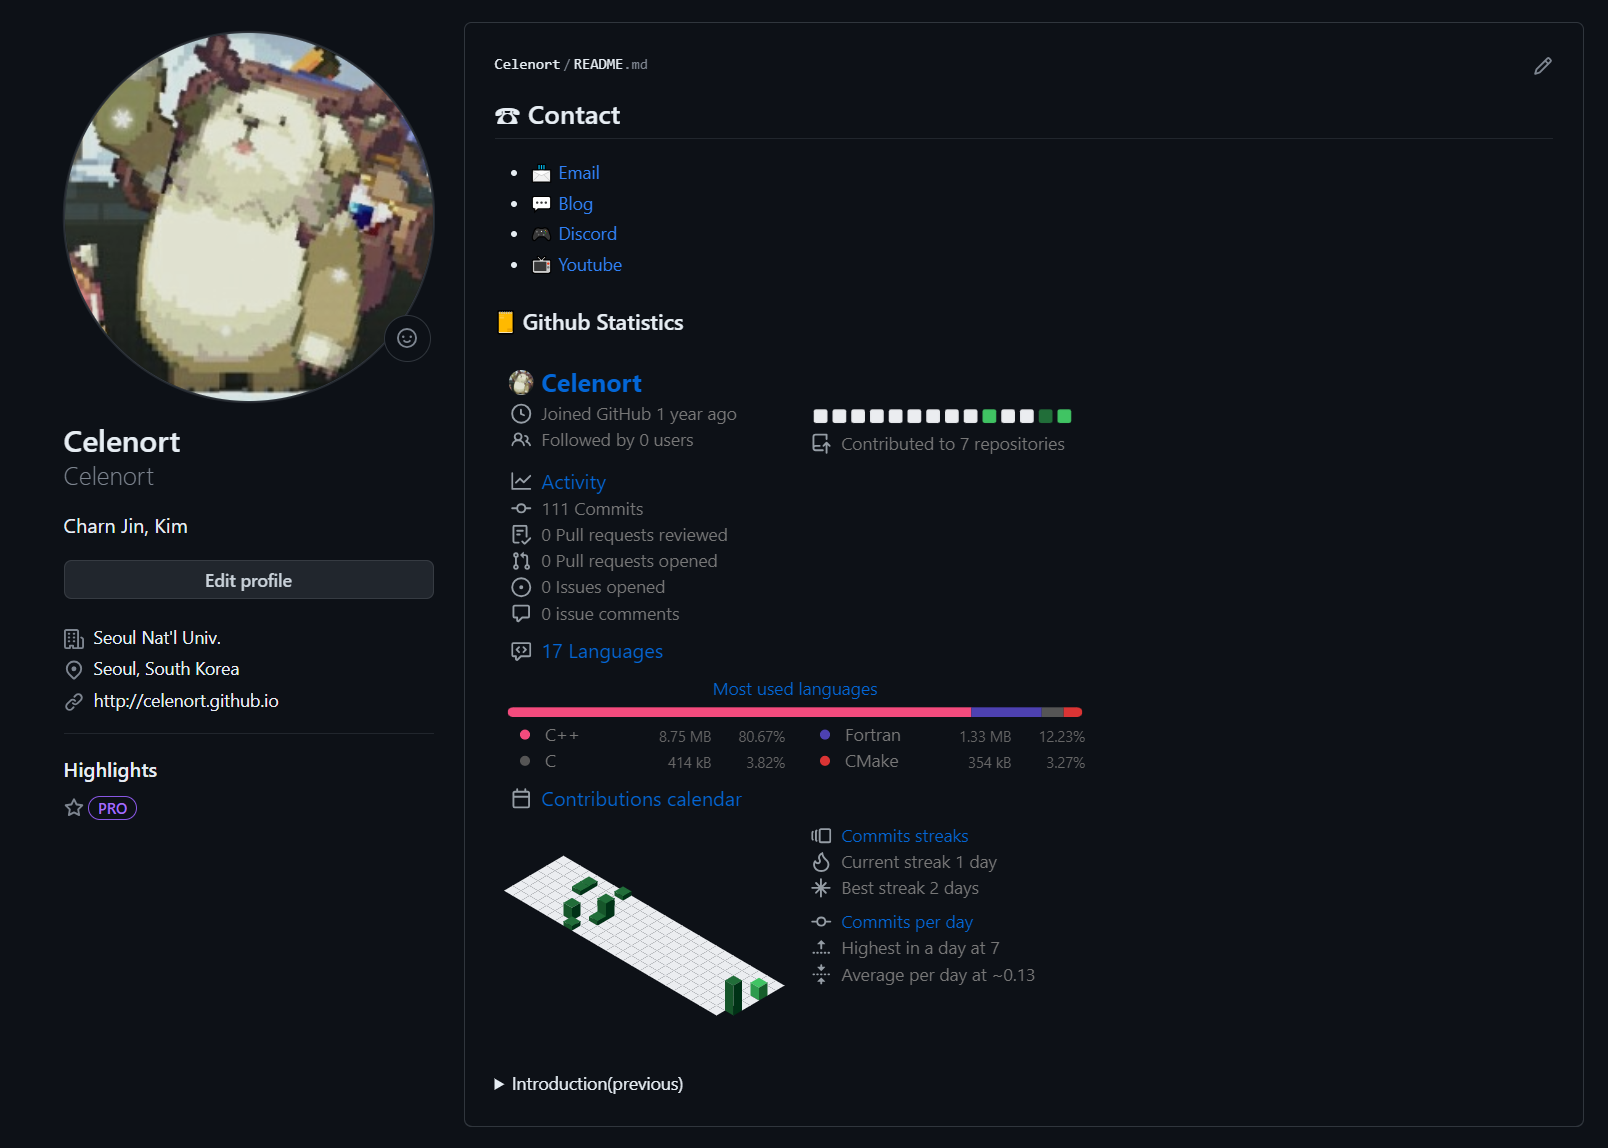 Celenort
Celenort
Charn Jin, Kim
Edit profile
Seoul Nat'l Univ.
Seoul, South Korea
http://celenort.github.io
Highlights
PRO
Celenort/README.md
Contact
Email
Blog
Discord
Youtube
Github Statistics
Celenort
Joined GitHub 1 year ago
Followed by 0 users
Contributed to 7 repositories
Activity
111 Commits
0 Pull requests reviewed
0 Pull requests opened
0 Issues opened
0 issue comments
17 Languages
Most used languages
C++ 8.75 MB 80.67% Fortran 1.33 MB 12.23%
C 414 kB 3.82% CMake 354 kB 3.27%
Contributions calendar
Commits streaks
Current streak 1 day
Best streak 2 days
Commits per day
Highest in a day at 7
Average per day at ~0.13
Introduction(previous)